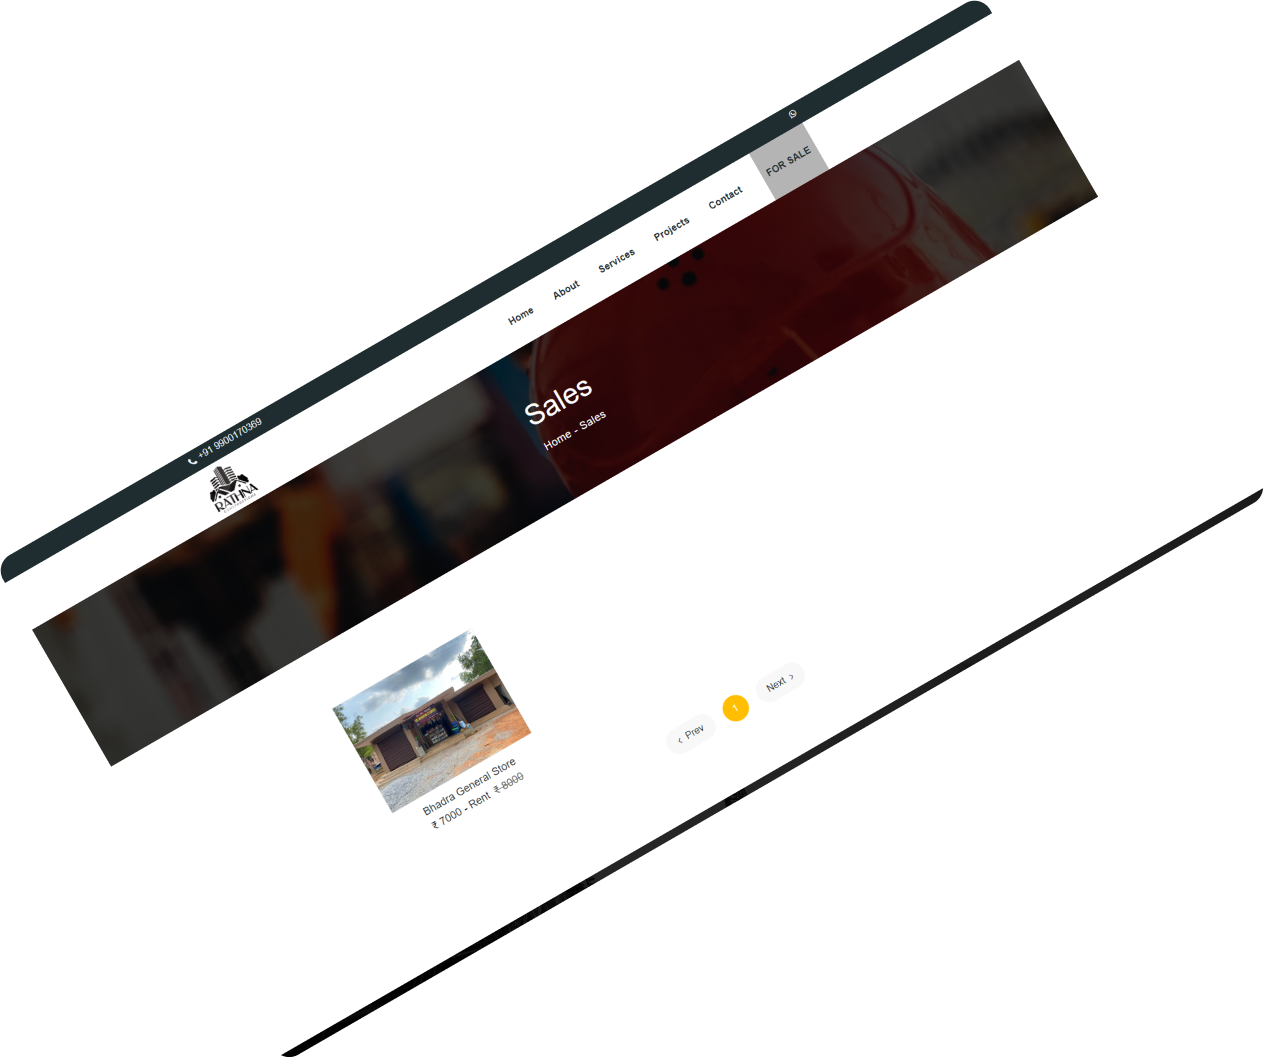 +91 9900170369
RATHNA
Home
About
Services
Projects
Contact
FOR SALE
Sales
Home - Sales
Bhadra General Store
₹ 7000 - Rent ₹ 8000
‹ Prev
1
Next ›